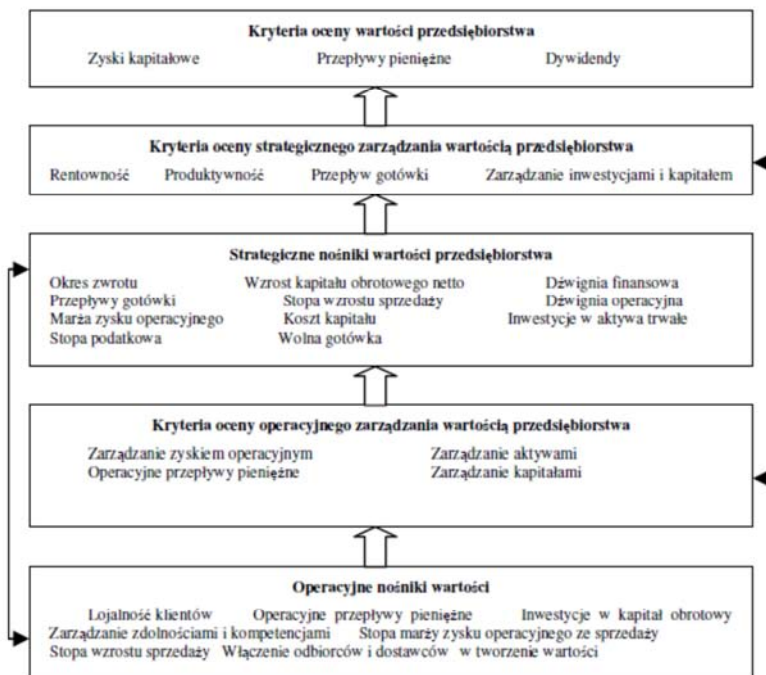 Kryteria oceny wartości przedsiębiorstwa
Zyski kapitałowe Przepływy pieniężne Dywidendy
Kryteria oceny strategicznego zarządzania wartością przedsiębiorstwa
Rentowność Produktywność Przepływ gotówki Zarządzanie inwestycjami i kapitałem
Strategiczne nośniki wartości przedsiębiorstwa
Okres zwrotu Wzrost kapitału obrotowego netto Dźwignia finansowa
Przepływy gotówki Stopa wzrostu sprzedaży Dźwignia operacyjna
Marża zysku operacyjnego Koszt kapitału Inwestycje w aktywa trwałe
Stopa podatkowa Wolna gotówka
Kryteria oceny operacyjnego zarządzania wartością przedsiębiorstwa
Zarządzanie zyskiem operacyjnym Zarządzanie aktywami
Operacyjne przepływy pieniężne Zarządzanie kapitałami
Operacyjne nośniki wartości
Lojalność klientów Operacyjne przepływy pieniężne Inwestycje w kapitał obrotowy
Zarządzanie zdolnościami i kompetencjami Stopa marży zysku operacyjnego ze sprzedaży
Stopa wzrostu sprzedaży Włączenie odbiorców i dostawców w tworzenie wartości